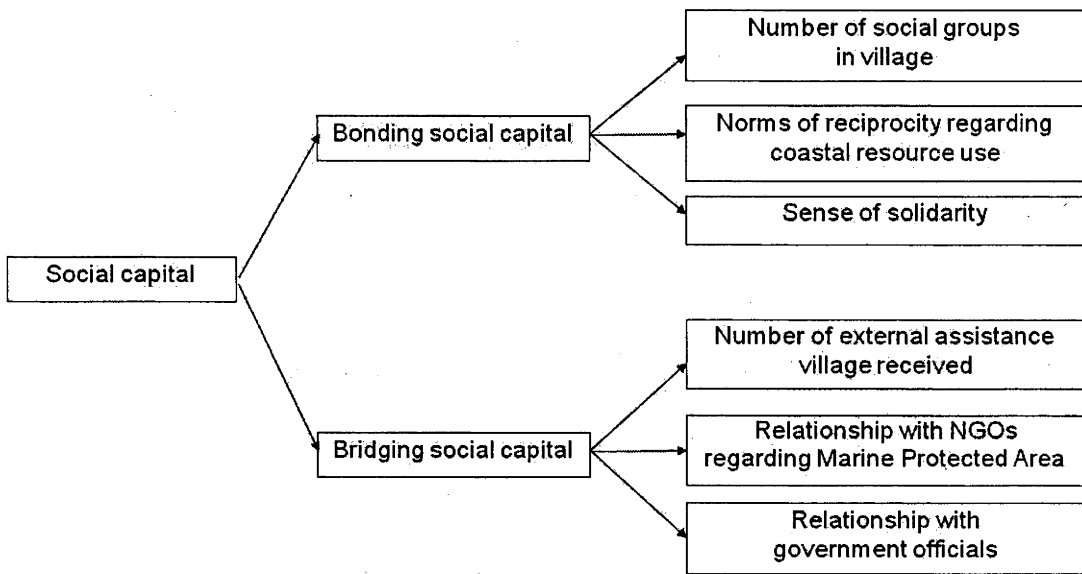 Number of social groups
in village
Bonding social capital
Norms of reciprocity regarding
coastal resource use
Sense of solidarity
Social capital
Number of external assistance
village received
Bridging social capital
Relationship with NGOs
regarding Marine Protected Area
Relationship with
government officials